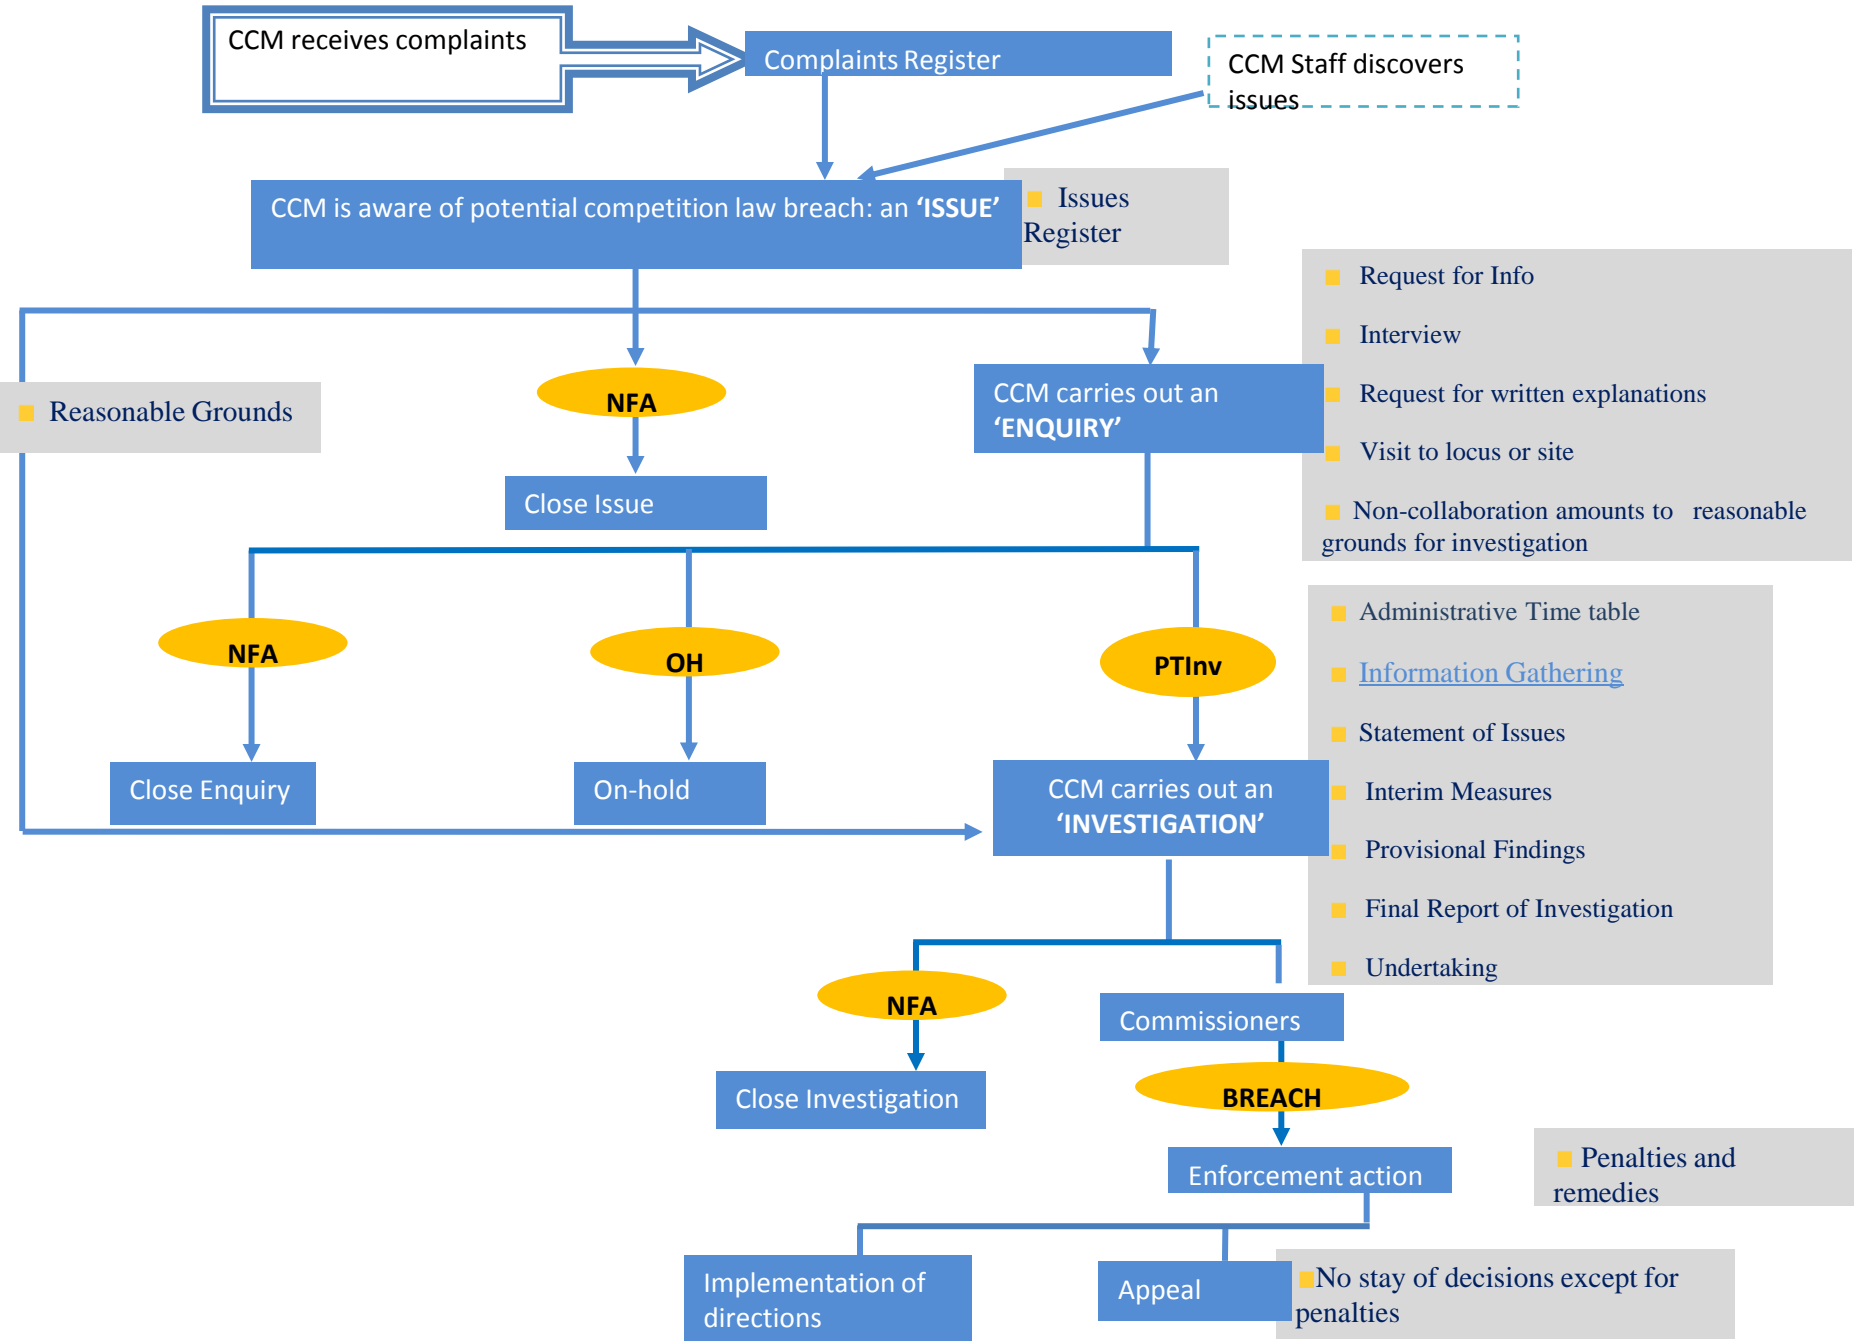 CCM receives complaints
Complaints Register
CCM Staff discovers
issues
CCM is aware of potential competition law breach: an ‘ISSUE’
Issues
Register
Request for Info
Interview
Request for written explanations
Visit to locus or site
Non-collaboration amounts to reasonable
grounds for investigation
Reasonable Grounds
NFA
CCM carries out an
‘ENQUIRY’
Close Issue
NFA
OH
PTInv
Administrative Time table
Information Gathering
Statement of Issues
Interim Measures
Provisional Findings
Final Report of Investigation
Undertaking
Close Enquiry
On-hold
CCM carries out an
‘INVESTIGATION’
NFA
Commissioners
Close Investigation
BREACH
Enforcement action
Penalties and
remedies
Implementation of
directions
Appeal
No stay of decisions except for
penalties